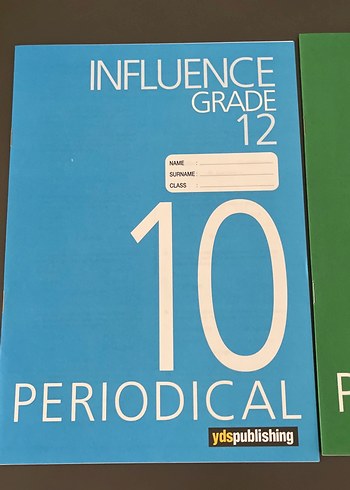 INFLUENCE
GRADE
12
NAME :
SURNAME :
CLASS :
10
PERIODICAL
ydspublishing
P